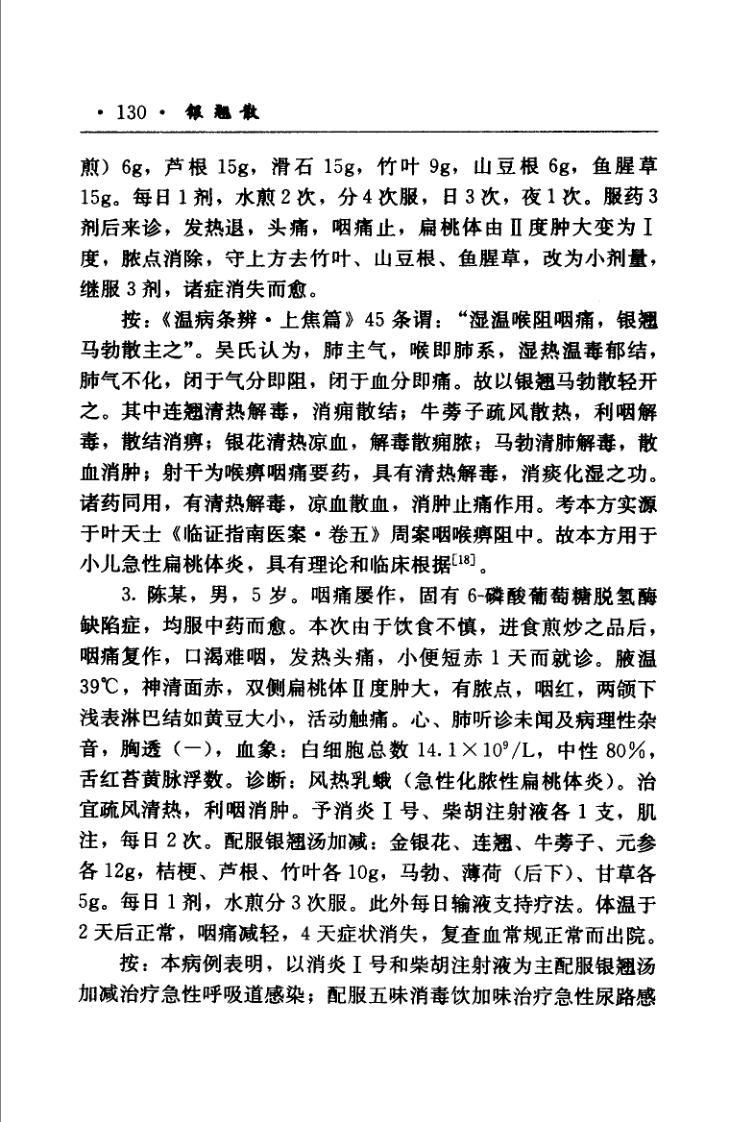 · 130 · 银翘散
煎）6g，芦根 15g，滑石 15g，竹叶 9g，山豆根 6g，鱼腥草
15g。每日 1 剂，水煎 2 次，分 4 次服，日 3 次，夜 1 次。服药 3
剂后来诊，发热退，头痛，咽痛止，扁桃体由Ⅱ度肿大变为Ⅰ
度，脓点消除，守上方去竹叶、山豆根、鱼腥草，改为小剂量，
继服 3 剂，诸症消失而愈。
按：《温病条辨·上焦篇》45 条谓：“湿温喉阻咽痛，银翘
马勃散主之”。吴氏认为，肺主气，喉即肺系，湿热温毒郁结，
肺气不化，闭于气分即阻，闭于血分即痛。故以银翘马勃散轻开
之。其中连翘清热解毒，消痈散结；牛蒡子疏风散热，利咽解
毒，散结消痹；银花清热凉血，解毒散痈脓；马勃清肺解毒，散
血消肿；射干为喉痹咽痛要药，具有清热解毒，消痰化湿之功。
诸药同用，有清热解毒，凉血散血，消肿止痛作用。考本方实源
于叶天士《临证指南医案·卷五》周案咽喉痹阻中。故本方用于
小儿急性扁桃体炎，具有理论和临床根据[18]。
3. 陈某，男，5 岁。咽痛屡作，固有 6-磷酸葡萄糖脱氢酶
缺陷症，均服中药而愈。本次由于饮食不慎，进食煎炒之品后，
咽痛复作，口渴难咽，发热头痛，小便短赤 1 天而就诊。腋温
39℃，神清面赤，双侧扁桃体Ⅱ度肿大，有脓点，咽红，两颌下
浅表淋巴结如黄豆大小，活动触痛。心、肺听诊未闻及病理性杂
音，胸透（－），血象：白细胞总数 14.1×10⁹/L，中性 80%，
舌红苔黄脉浮数。诊断：风热乳蛾（急性化脓性扁桃体炎）。治
宜疏风清热，利咽消肿。予消炎Ⅰ号、柴胡注射液各 1 支，肌
注，每日 2 次。配服银翘汤加减：金银花、连翘、牛蒡子、元参
各 12g，桔梗、芦根、竹叶各 10g，马勃、薄荷（后下）、甘草各
5g。每日 1 剂，水煎分 3 次服。此外每日输液支持疗法。体温于
2 天后正常，咽痛减轻，4 天症状消失，复查血常规正常而出院。
按：本病例表明，以消炎Ⅰ号和柴胡注射液为主配服银翘汤
加减治疗急性呼吸道感染；配服五味消毒饮加味治疗急性尿路感